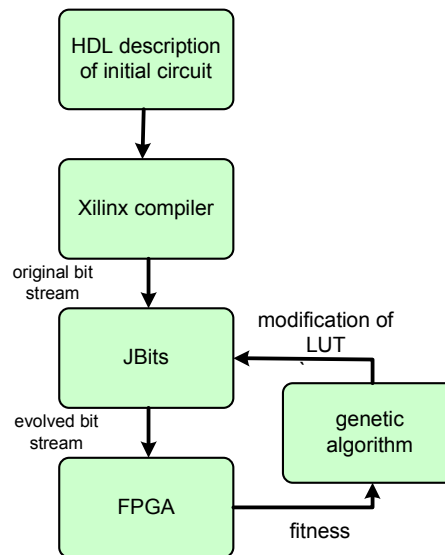 HDL description
of initial circuit
Xilinx compiler
original bit
stream
modification of
LUT
JBits
evolved bit
stream
genetic
algorithm
FPGA
fitness